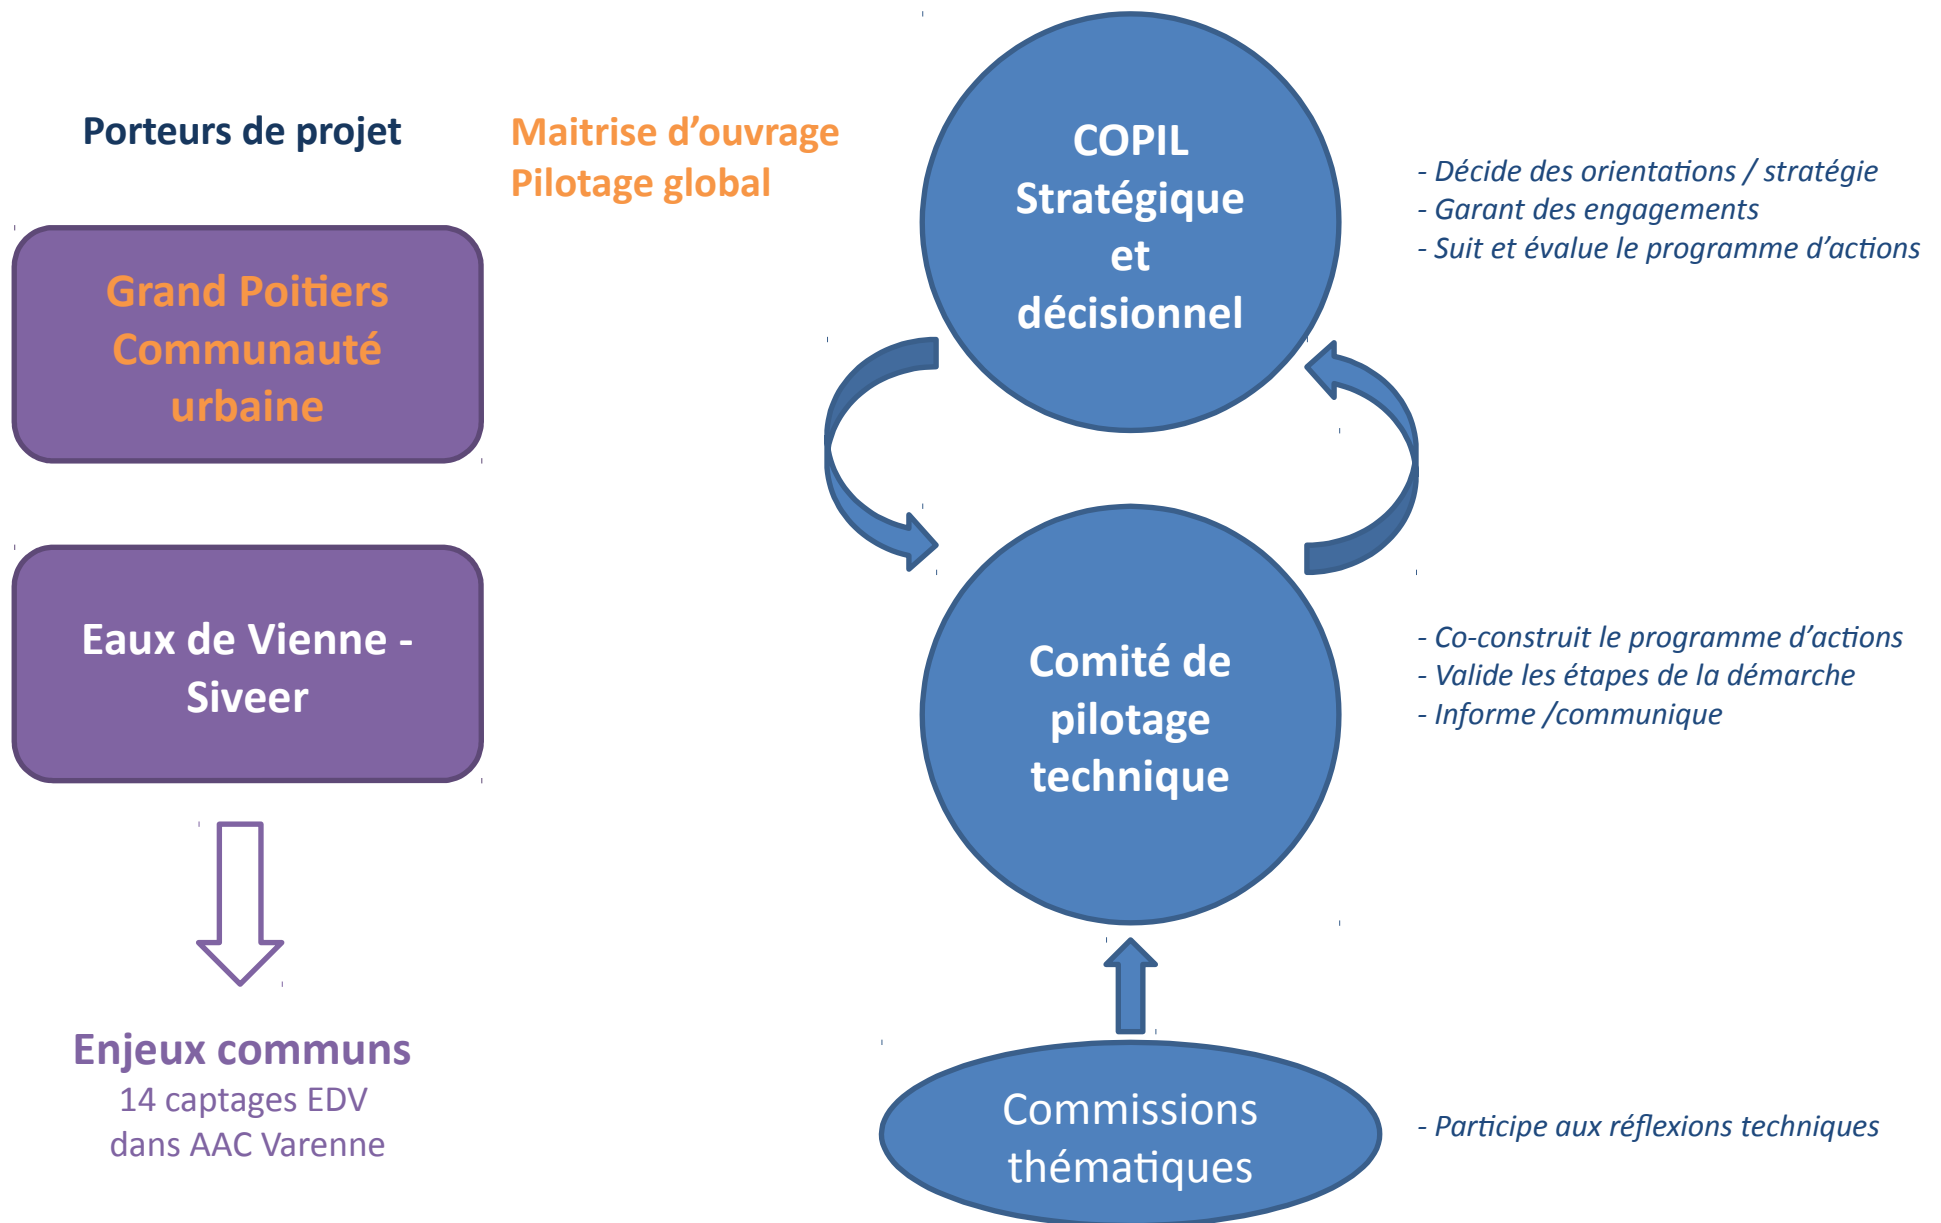 Porteurs de projet
Maitrise d’ouvrage
Pilotage global
Grand Poitiers
Communauté
urbaine
Eaux de Vienne -
Siveer
Enjeux communs
14 captages EDV
dans AAC Varenne
COPIL
Stratégique
et
décisionnel
- Décide des orientations / stratégie
- Garant des engagements
- Suit et évalue le programme d’actions
Comité de
pilotage
technique
- Co-construit le programme d’actions
- Valide les étapes de la démarche
- Informe /communique
Commissions
thématiques
- Participe aux réflexions techniques